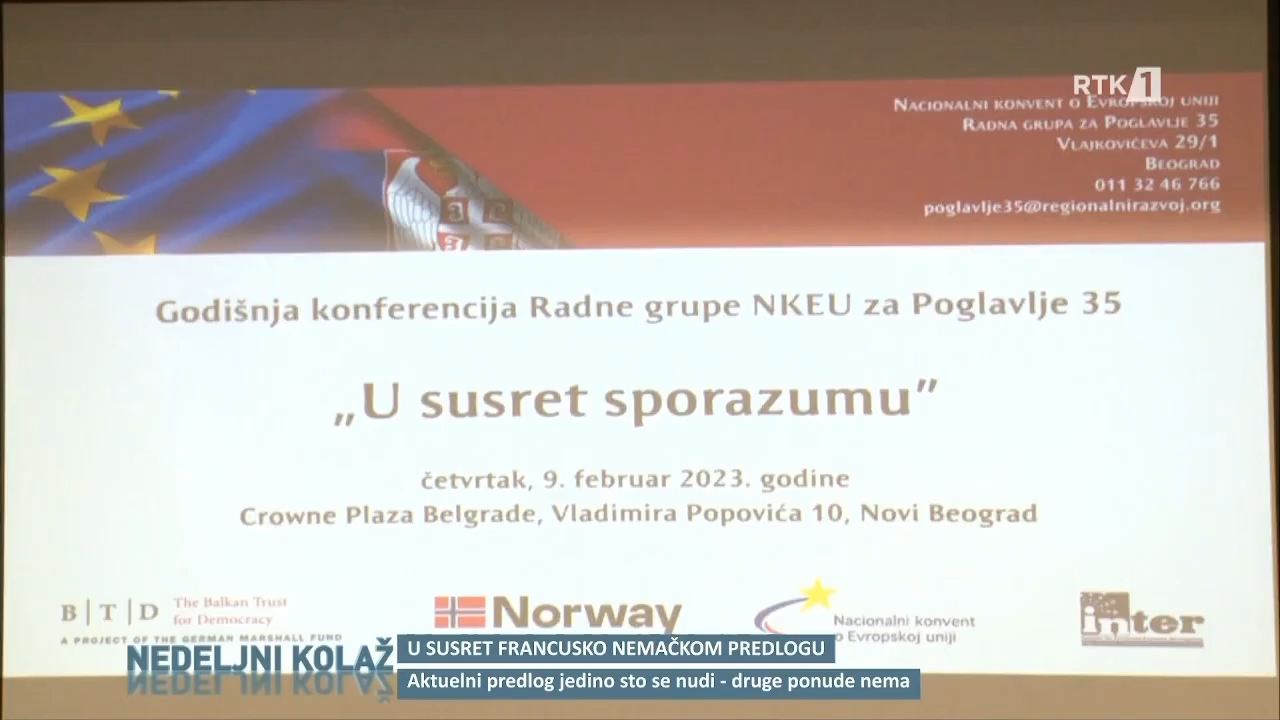 RTK 1
NACIONALNI KONVENT O EVROPSKOJ UNIJI
RADNA GRUPA ZA POGLAVLJE 35
VLAJKOVIĆEVA 29/1
BEOGRAD
011 32 46 766
poglavlje35@regionalnirazvoj.org
Godišnja konferencija Radne grupe NKEU za Poglavlje 35
„U susret sporazumu”
četvrtak, 9. februar 2023. godine
Crowne Plaza Belgrade, Vladimira Popovića 10, Novi Beograd
B|T|D
The Balkan Trust
for Democracy
A PROJECT OF THE GERMAN MARSHALL FUND
Norway
Nacionalni konvent
o Evropskoj uniji
inter
NEDELJNI KOLAŽ
U SUSRET FRANCUSKO NEMAČKOM PREDLOGU
Aktuelni predlog jedino sto se nudi - druge ponude nema